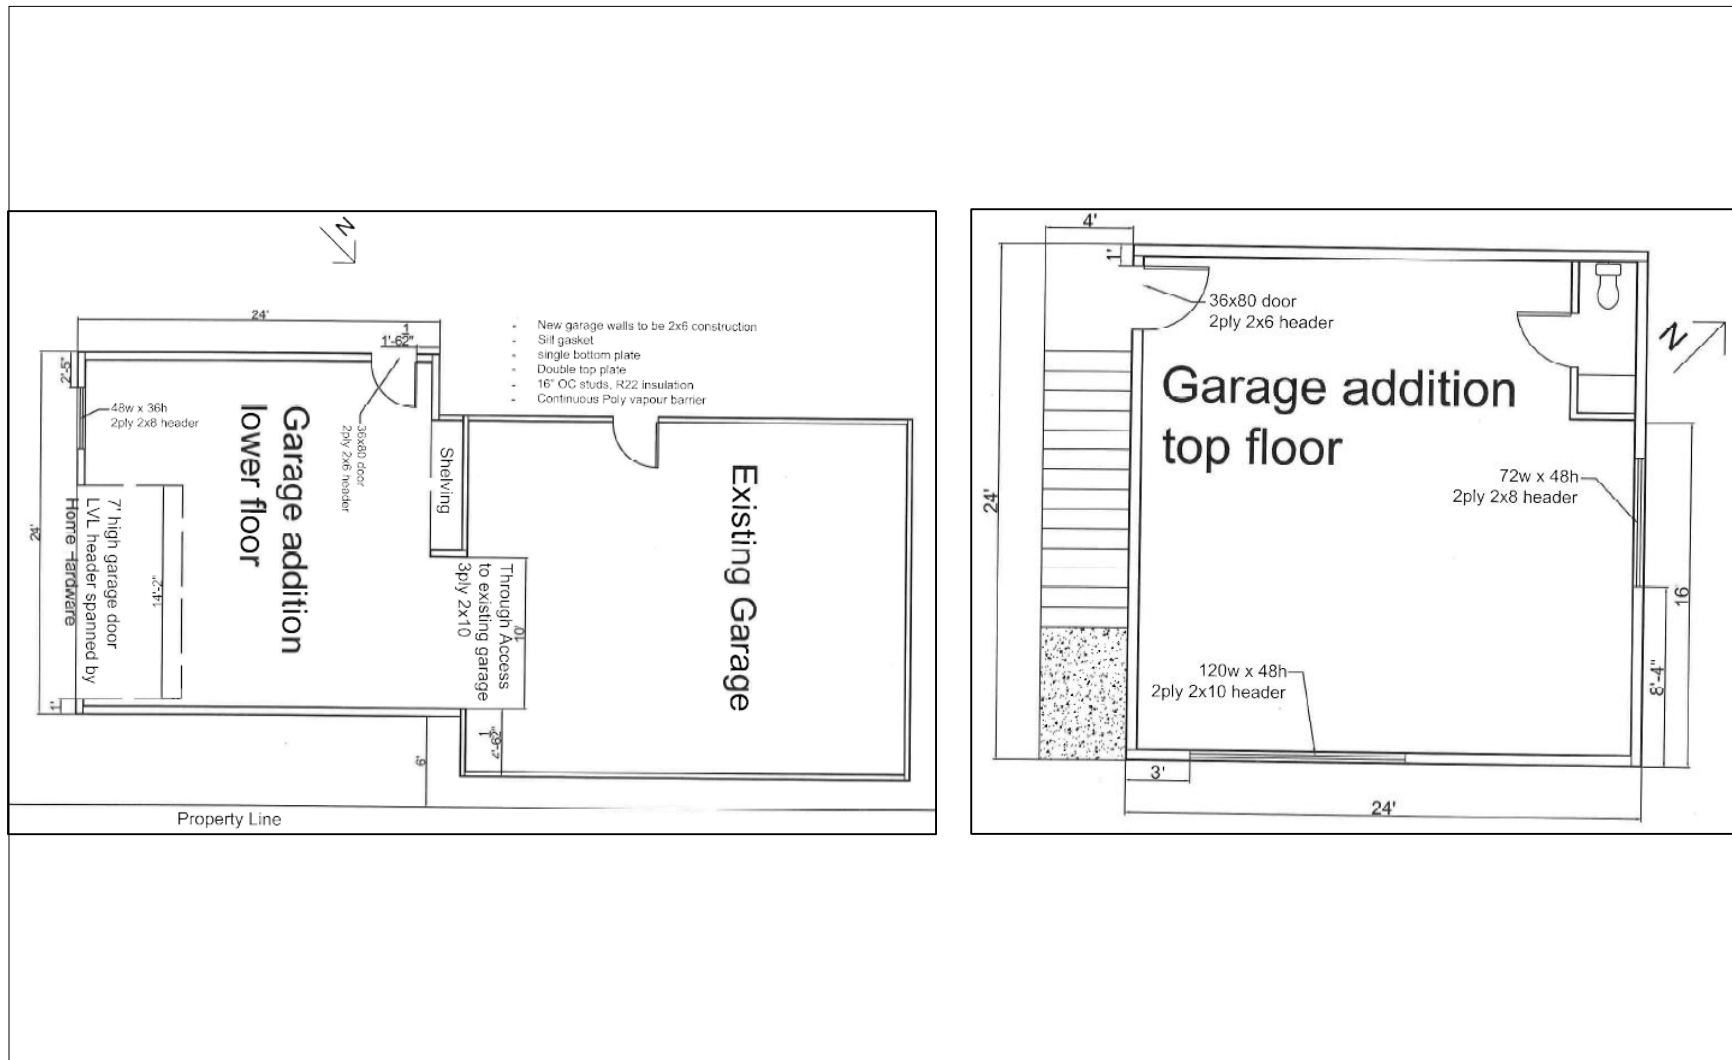 N
24'
1'-6 1/2"
2'-5"
24'
- New garage walls to be 2x6 construction
- Sill gasket
- single bottom plate
- Double top plate
- 16" OC studs, R22 insulation
- Continuous Poly vapour barrier
48w x 36h
2ply 2x8 header
36x80 door
2ply 2x6 header
Garage addition
lower floor
Shelving
Existing Garage
7' high garage door
LVL header spanned by
Home Hardware
14'-2"
Through Access
to existing garage
3ply 2x10
10'
1'
6'
Property Line
4'
1'
36x80 door
2ply 2x6 header
N
Garage addition
top floor
24'
72w x 48h
2ply 2x8 header
16'
8'-4"
120w x 48h
2ply 2x10 header
3'
24'